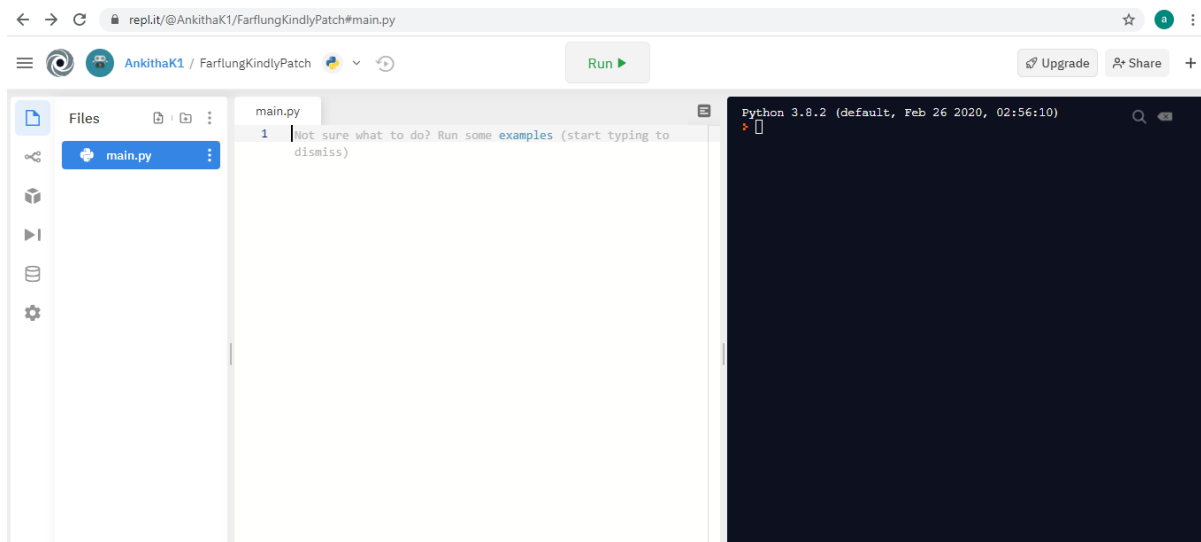 repl.it/@AnkithaK1/FarflungKindlyPatch#main.py
a
AnkithaK1 / FarflungKindlyPatch
Run
Upgrade
Share
Files
main.py
main.py
1
Not sure what to do? Run some examples (start typing to
dismiss)
Python 3.8.2 (default, Feb 26 2020, 02:56:10)